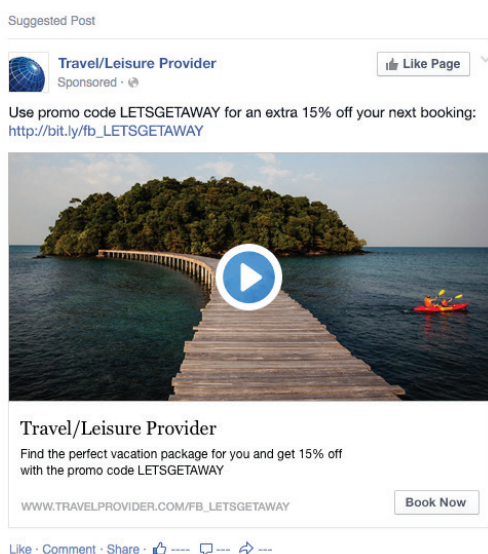 Suggested Post
Travel/Leisure Provider
Like Page
Sponsored ·
Use promo code LETSGETAWAY for an extra 15% off your next booking:
http://bit.ly/fb_LETSGETAWAY
Travel/Leisure Provider
Find the perfect vacation package for you and get 15% off
with the promo code LETSGETAWAY
WWW.TRAVELPROVIDER.COM/FB_LETSGETAWAY
Book Now
Like · Comment · Share · ---- --- ---